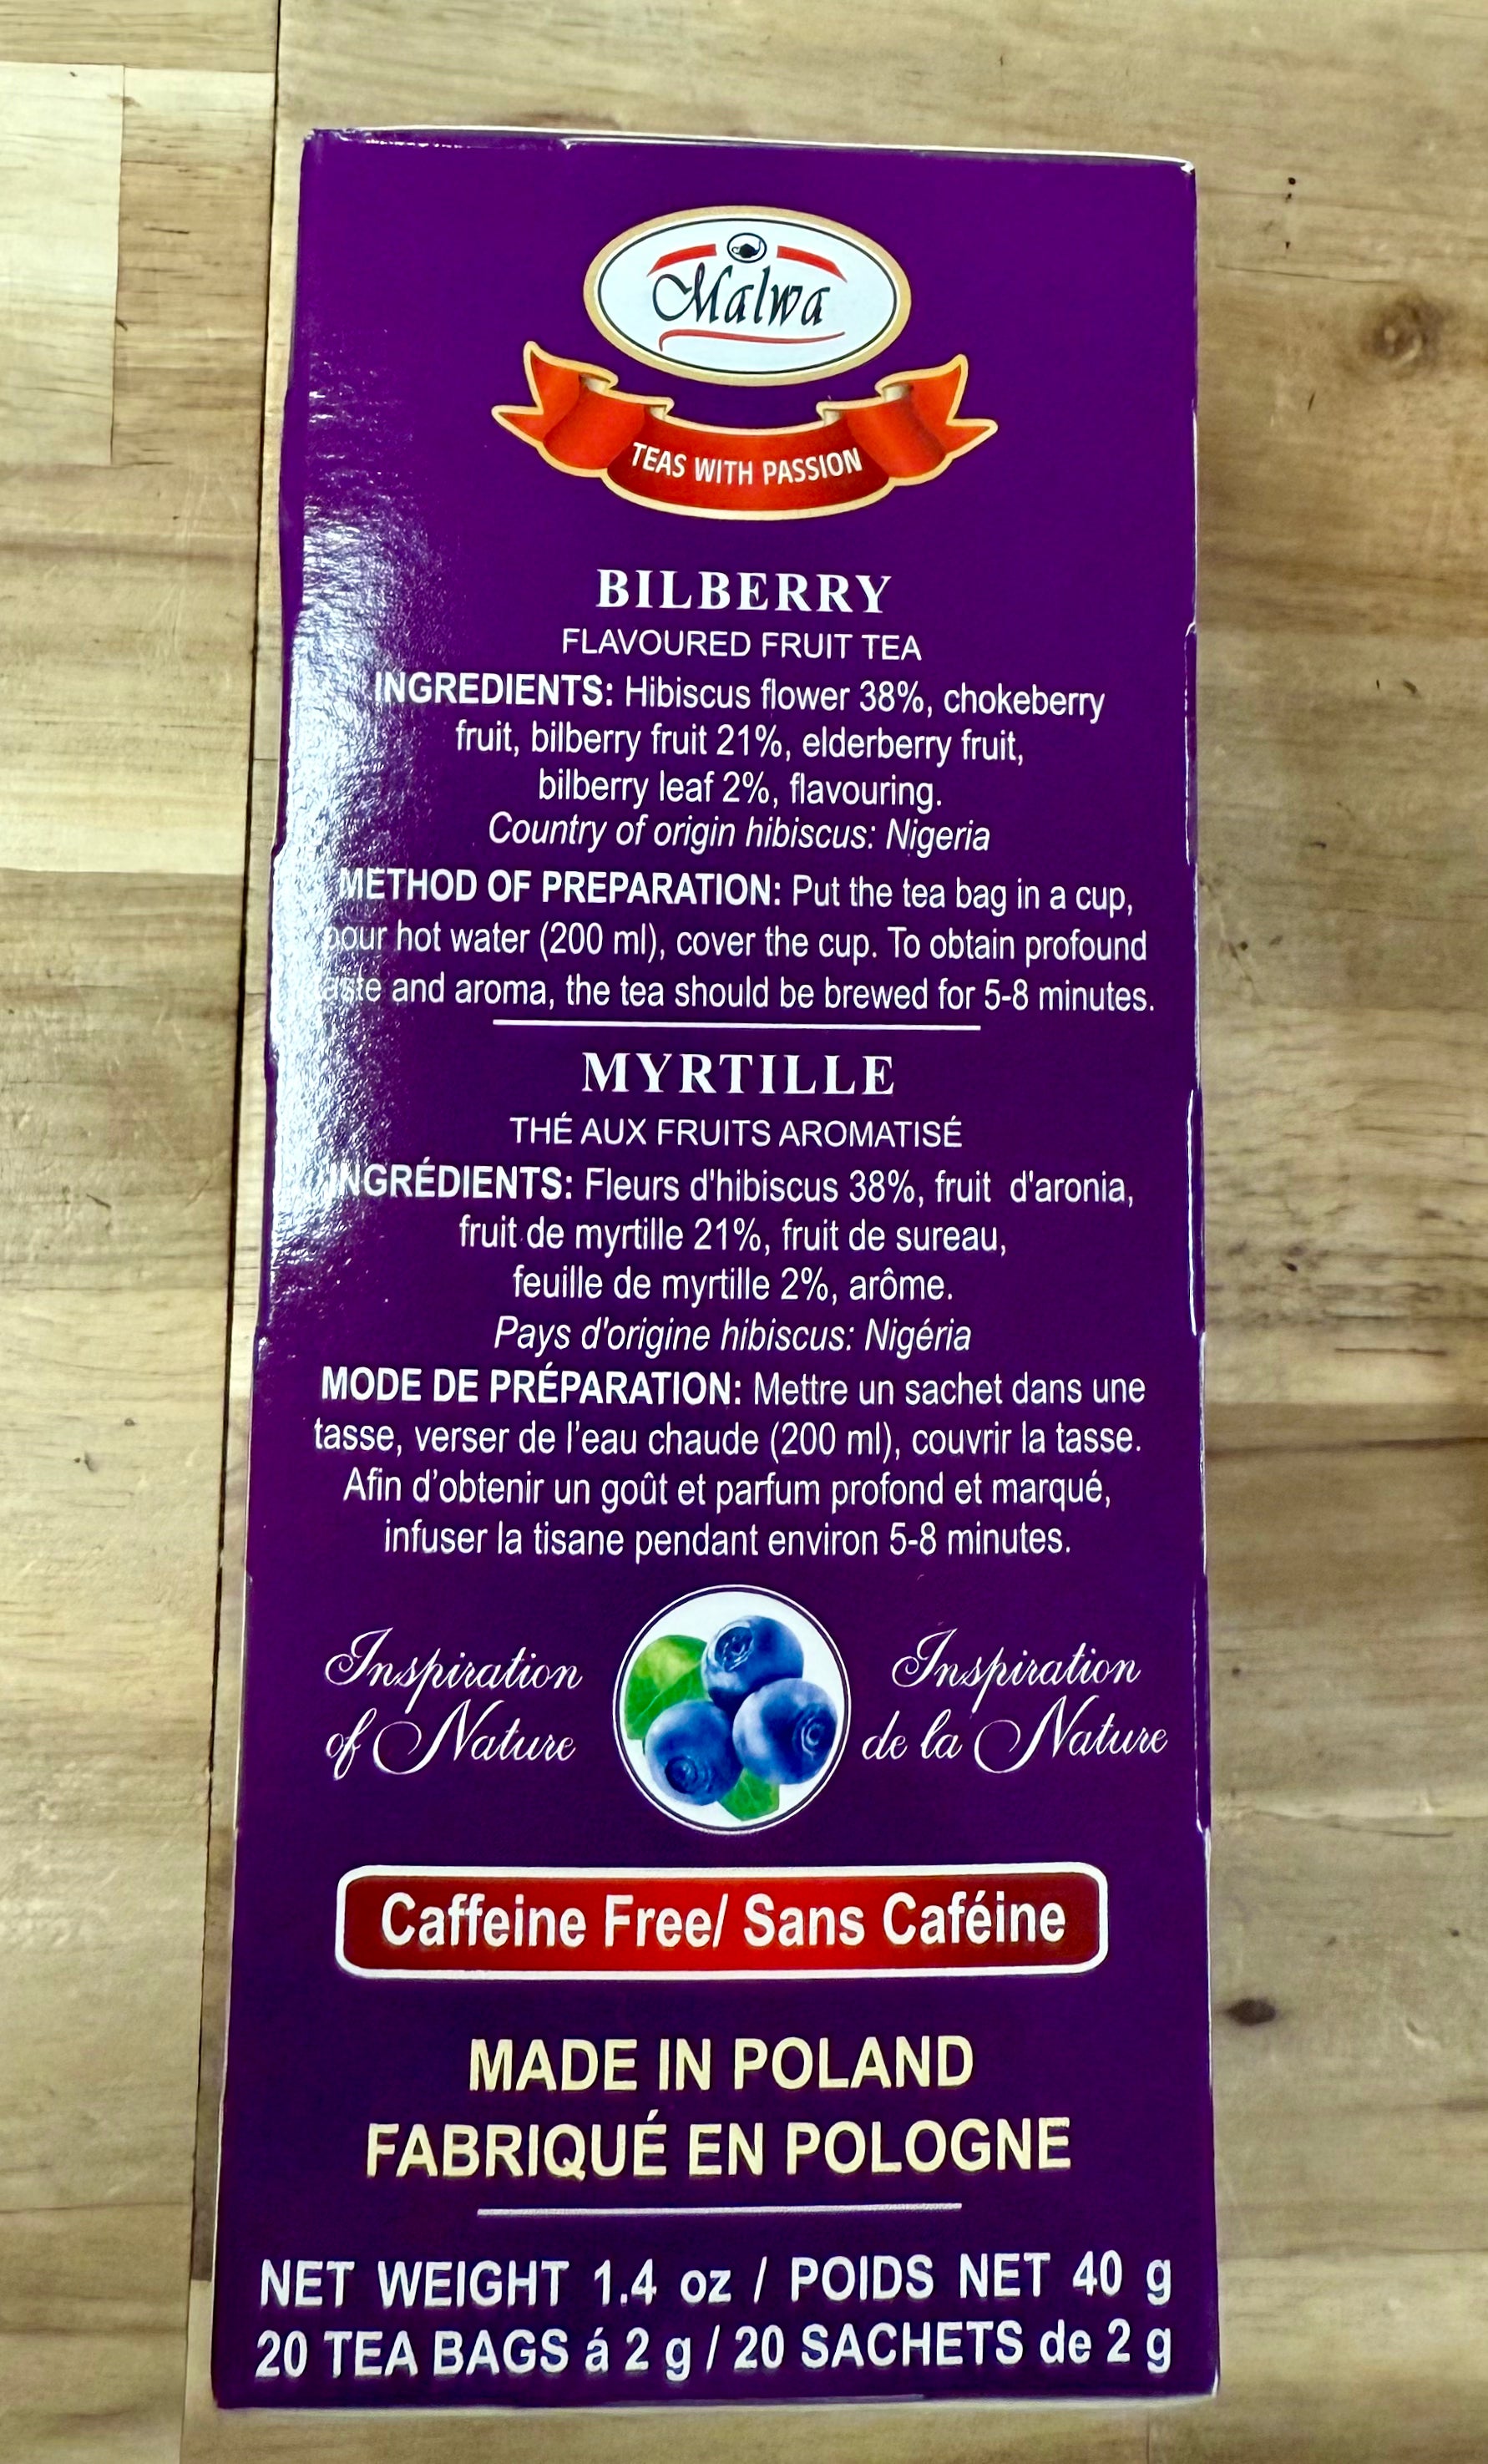 Malwa
TEAS WITH PASSION
BILBERRY
FLAVOURED FRUIT TEA
INGREDIENTS: Hibiscus flower 38%, chokeberry
fruit, bilberry fruit 21%, elderberry fruit,
bilberry leaf 2%, flavouring.
Country of origin hibiscus: Nigeria
METHOD OF PREPARATION: Put the tea bag in a cup,
pour hot water (200 ml), cover the cup. To obtain profound
taste and aroma, the tea should be brewed for 5-8 minutes.
MYRTILLE
THÉ AUX FRUITS AROMATISÉ
INGRÉDIENTS: Fleurs d'hibiscus 38%, fruit d'aronia,
fruit de myrtille 21%, fruit de sureau,
feuille de myrtille 2%, arôme.
Pays d'origine hibiscus: Nigéria
MODE DE PRÉPARATION: Mettre un sachet dans une
tasse, verser de l'eau chaude (200 ml), couvrir la tasse.
Afin d'obtenir un goût et parfum profond et marqué,
infuser la tisane pendant environ 5-8 minutes.
Inspiration
of Nature
Inspiration
de la Nature
Caffeine Free/ Sans Caféine
MADE IN POLAND
FABRIQUÉ EN POLOGNE
NET WEIGHT 1.4 oz / POIDS NET 40 g
20 TEA BAGS á 2 g / 20 SACHETS de 2 g